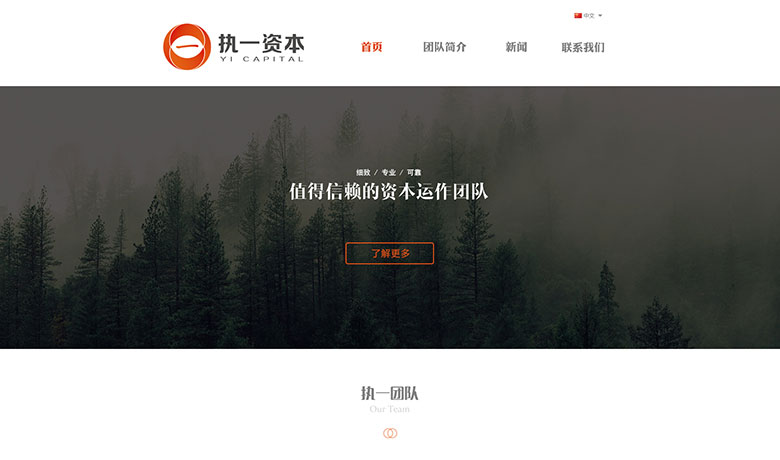 中文
执一资本
YI CAPITAL
首页
团队简介
新闻
联系我们
细致 / 专业 / 可靠
值得信赖的资本运作团队
了解更多
执一团队
Our Team